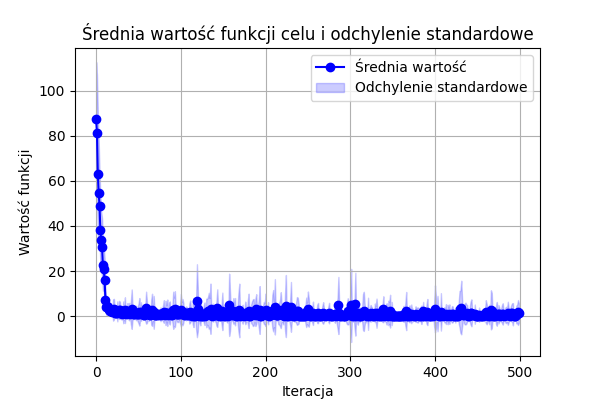 Średnia wartość funkcji celu i odchylenie standardowe
Średnia wartość
Odchylenie standardowe
Wartość funkcji
100
80
60
40
20
0
0 100 200 300 400 500
Iteracja